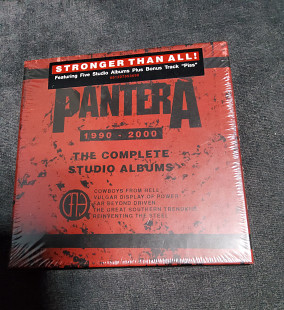 STRONGER THAN ALL!
Featuring Five Studio Albums Plus Bonus Track "Piss"
PANTERA
1990 - 2000
THE COMPLETE
STUDIO ALBUMS
COWBOYS FROM HELL
VULGAR DISPLAY OF POWER
FAR BEYOND DRIVEN
THE GREAT SOUTHERN TRENDKILL
REINVENTING THE STEEL